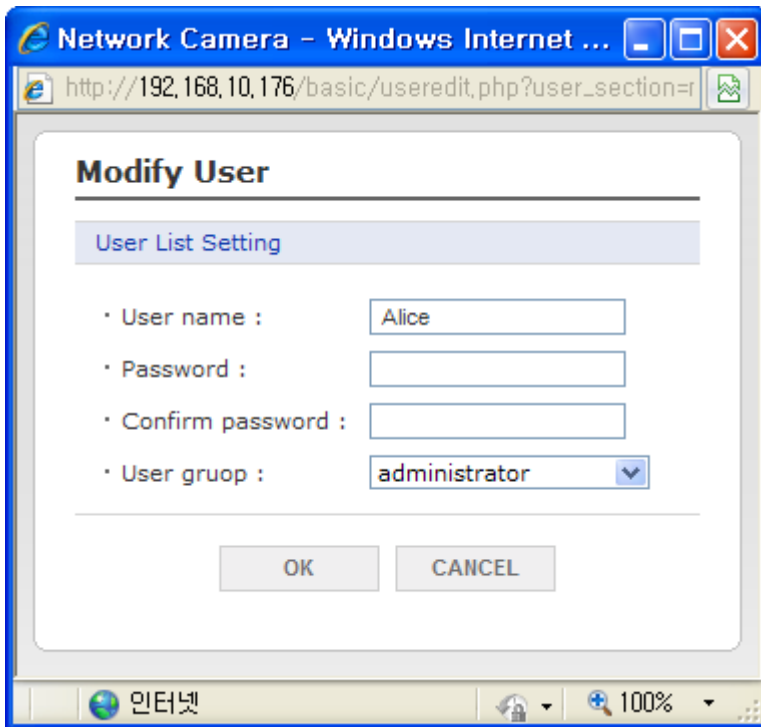 Network Camera - Windows Internet ...
http://192,168,10,176/basic/useredit,php?user_section=r
Modify User
User List Setting
· User name : Alice
· Password :
· Confirm password :
· User gruop : administrator
OK CANCEL
인터넷 100%